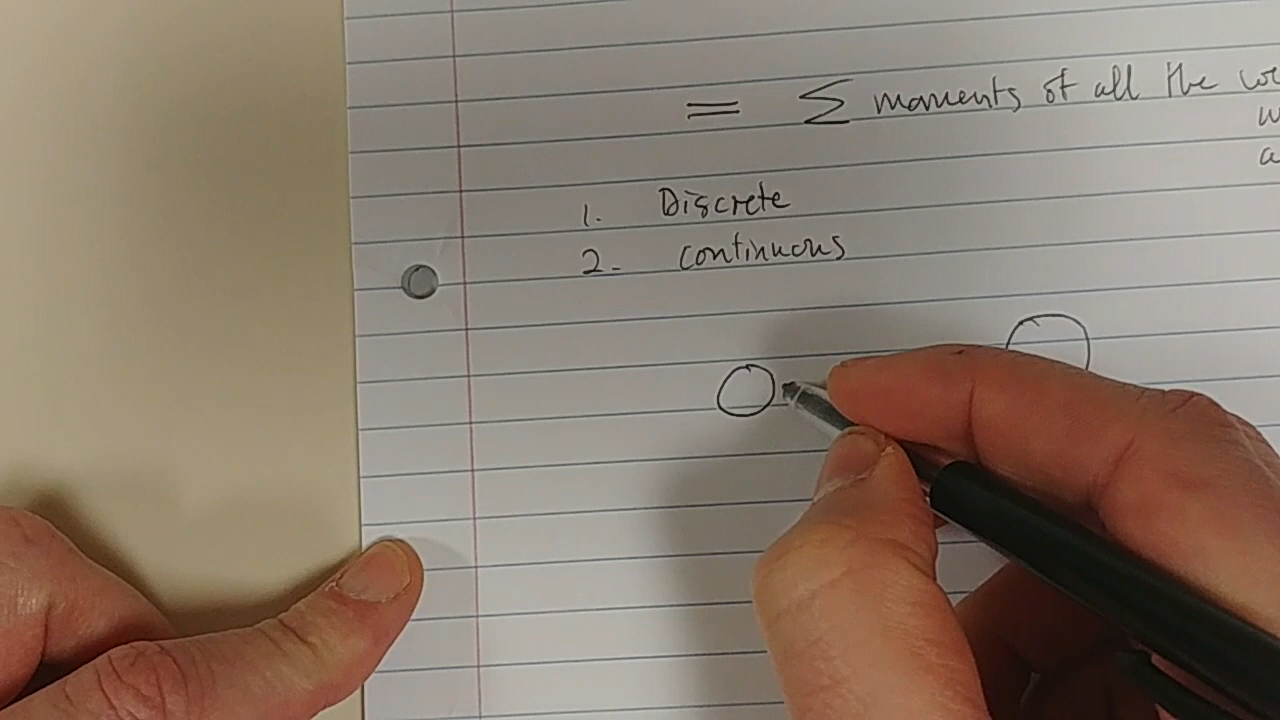 = Σ moments of all the
1. Discrete
2. continuous